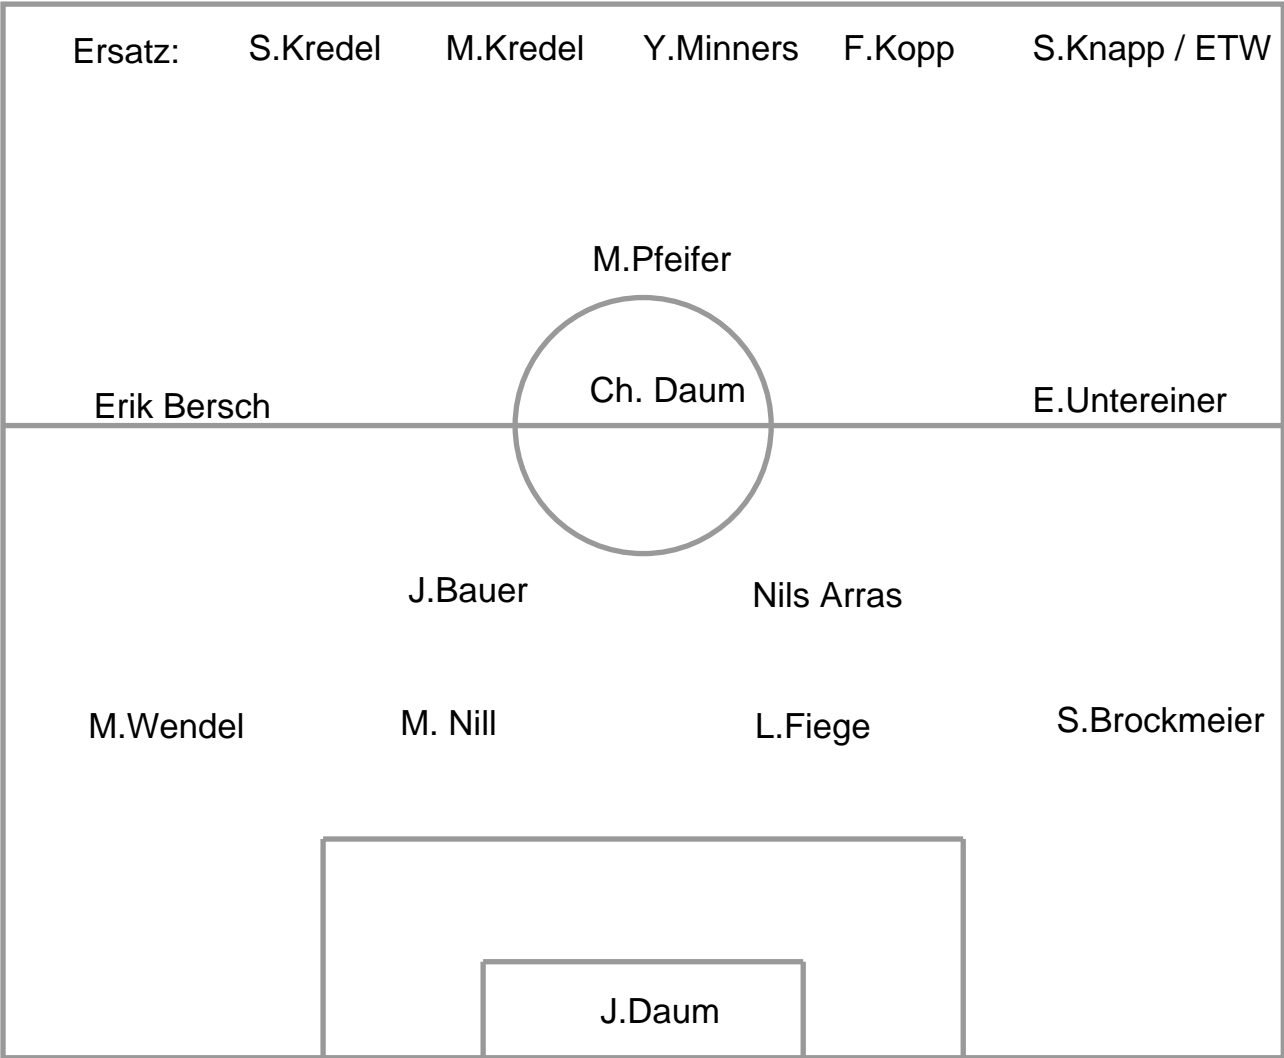 Ersatz: S.Kredel M.Kredel Y.Minners F.Kopp S.Knapp / ETW
M.Pfeifer
Erik Bersch Ch. Daum E.Untereiner
J.Bauer Nils Arras
M.Wendel M. Nill L.Fiege S.Brockmeier
J.Daum